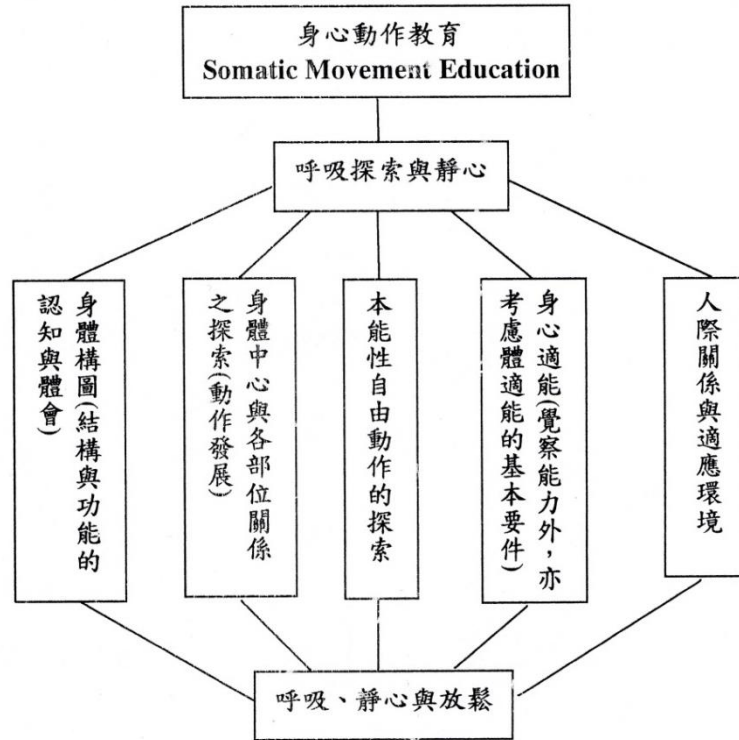 身心動作教育
Somatic Movement Education
呼吸探索與靜心
身體構圖(結構與功能的
認知與體會)
身體中心與各部位關係
之探索(動作發展)
本能性自由動作的探索
身心適能(覺察能力外，亦
考慮體適能的基本要件)
人際關係與適應環境
呼吸、靜心與放鬆